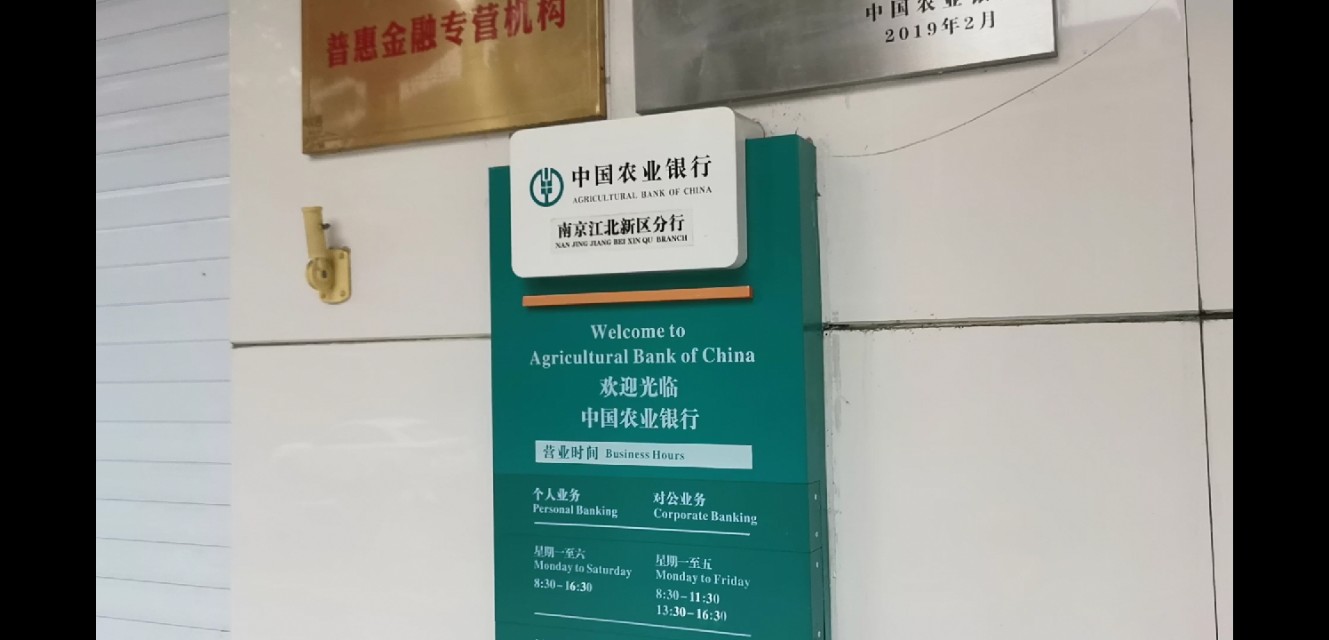 普惠金融专营机构
中国农业
2019年2月
中国农业银行
AGRICULTURAL BANK OF CHINA
南京江北新区分行
NAN JING JIANG BEI XIN QU BRANCH
Welcome to
Agricultural Bank of China
欢迎光临
中国农业银行
营业时间 Business Hours
个人业务
Personal Banking
星期一至六
Monday to Saturday
8:30-16:30
对公业务
Corporate Banking
星期一至五
Monday to Friday
8:30-11:30
13:30-16:30